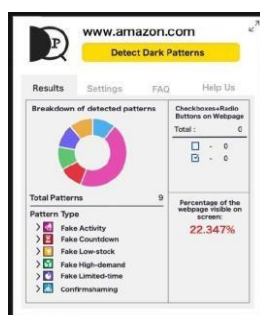 DP
www.amazon.com
Detect Dark Patterns
Results Settings FAQ Help Us
Breakdown of detected patterns
Total Patterns 9
Pattern Type
Fake Activity
Fake Countdown
Fake Low-stock
Fake High-demand
Fake Limited-time
Confirmshaming
Checkboxes+Radio
Buttons on Webpage
Total : 0
- 0
- 0
Percentage of the
webpage visible on
screen:
22.347%